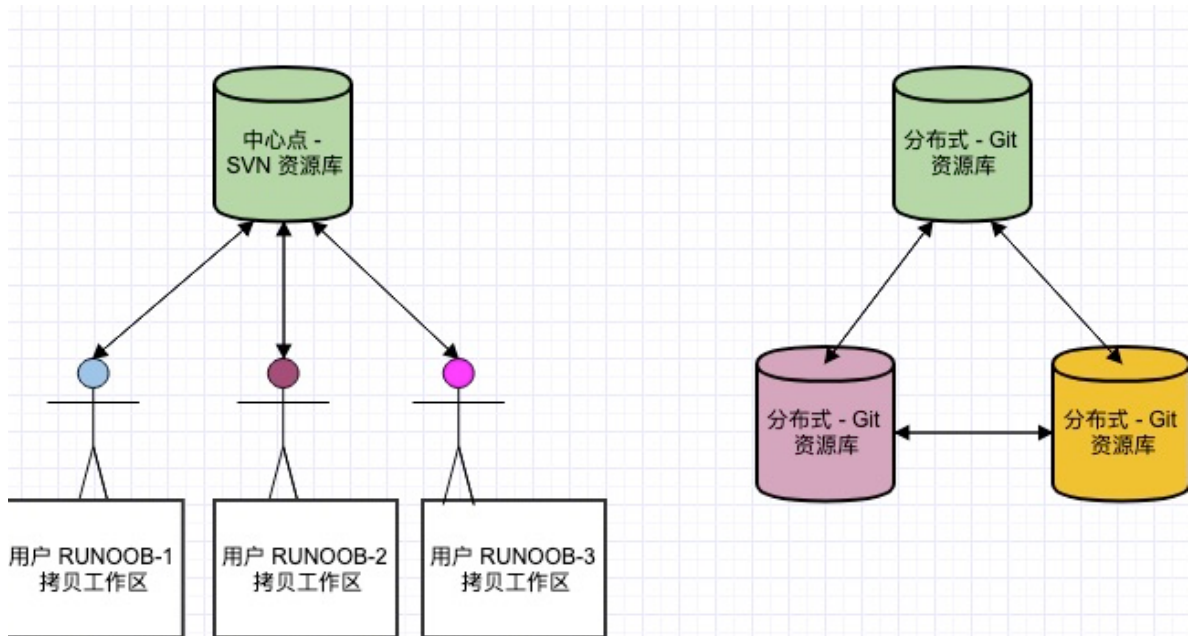 中心点 -
SVN 资源库
分布式 - Git
资源库
分布式 - Git
资源库
分布式 - Git
资源库
用户 RUNOOB-1
拷贝工作区
用户 RUNOOB-2
拷贝工作区
用户 RUNOOB-3
拷贝工作区